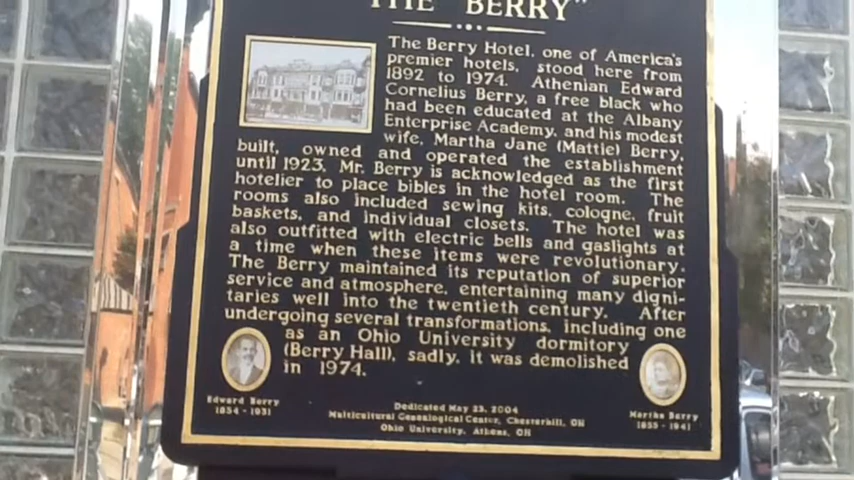 THE "BERRY"
The Berry Hotel, one of America's
premier hotels, stood here from
1892 to 1974. Athenian Edward
Cornelius Berry, a free black who
had been educated at the Albany
Enterprise Academy, and his modest
wife, Martha Jane (Mattie) Berry,
built, owned and operated the establishment
until 1923. Mr. Berry is acknowledged as the first
hotelier to place bibles in the hotel room. The
rooms also included sewing kits, cologne, fruit
baskets, and individual closets. The hotel was
also outfitted with electric bells and gaslights at
a time when these items were revolutionary.
The Berry maintained its reputation of superior
service and atmosphere, entertaining many digni-
taries well into the twentieth century. After
undergoing several transformations, including one
as an Ohio University dormitory
(Berry Hall), sadly, it was demolished
in 1974.
Edward Berry
1854 - 1931
Dedicated May 23, 2004
Multicultural Genealogical Center, Chesterhill, OH
Ohio University, Athens, OH
Martha Berry
1855 - 1941